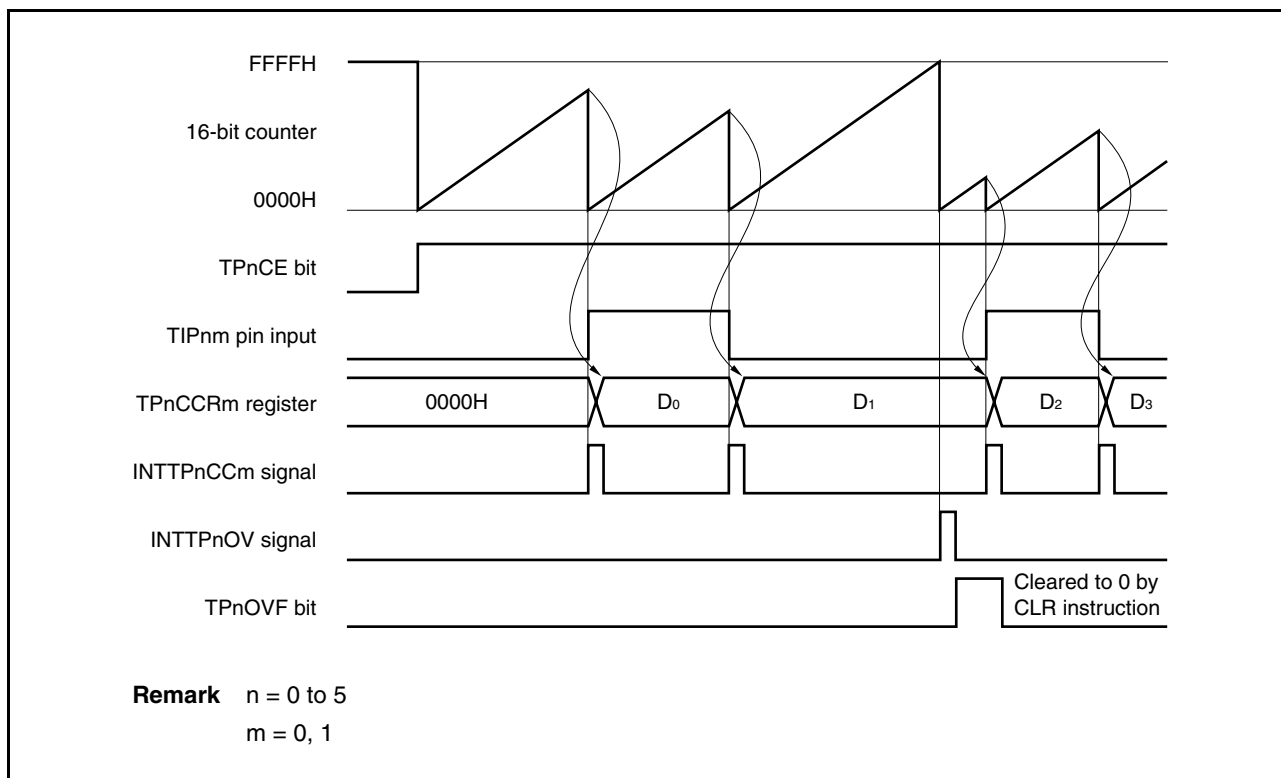 FFFFH
16-bit counter
0000H
TPnCE bit
TIPnm pin input
TPnCCRm register
0000H
D0
D1
D2
D3
INTTPnCCm signal
INTTPnOV signal
TPnOVF bit
Cleared to 0 by
CLR instruction
Remark n = 0 to 5
m = 0, 1